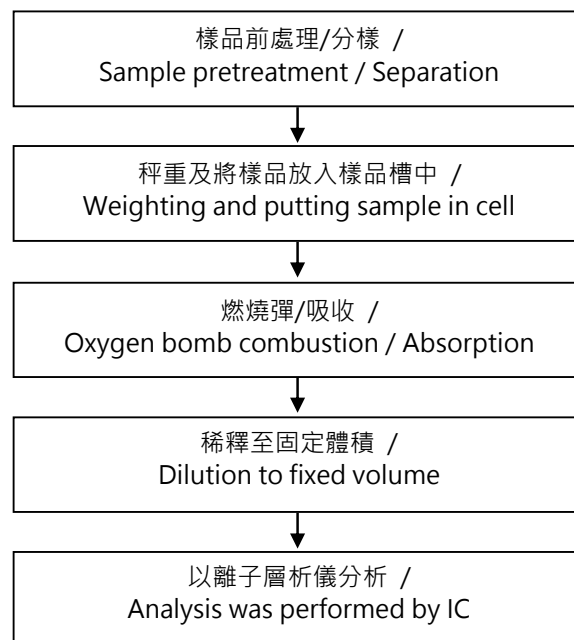 樣品前處理/分樣 /
Sample pretreatment / Separation
秤重及將樣品放入樣品槽中 /
Weighting and putting sample in cell
燃燒彈/吸收 /
Oxygen bomb combustion / Absorption
稀釋至固定體積 /
Dilution to fixed volume
以離子層析儀分析 /
Analysis was performed by IC